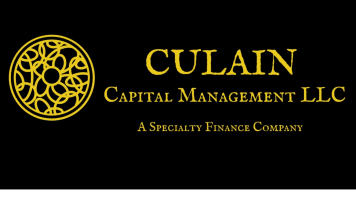 CULAIN
Capital Management LLC
A Specialty Finance Company